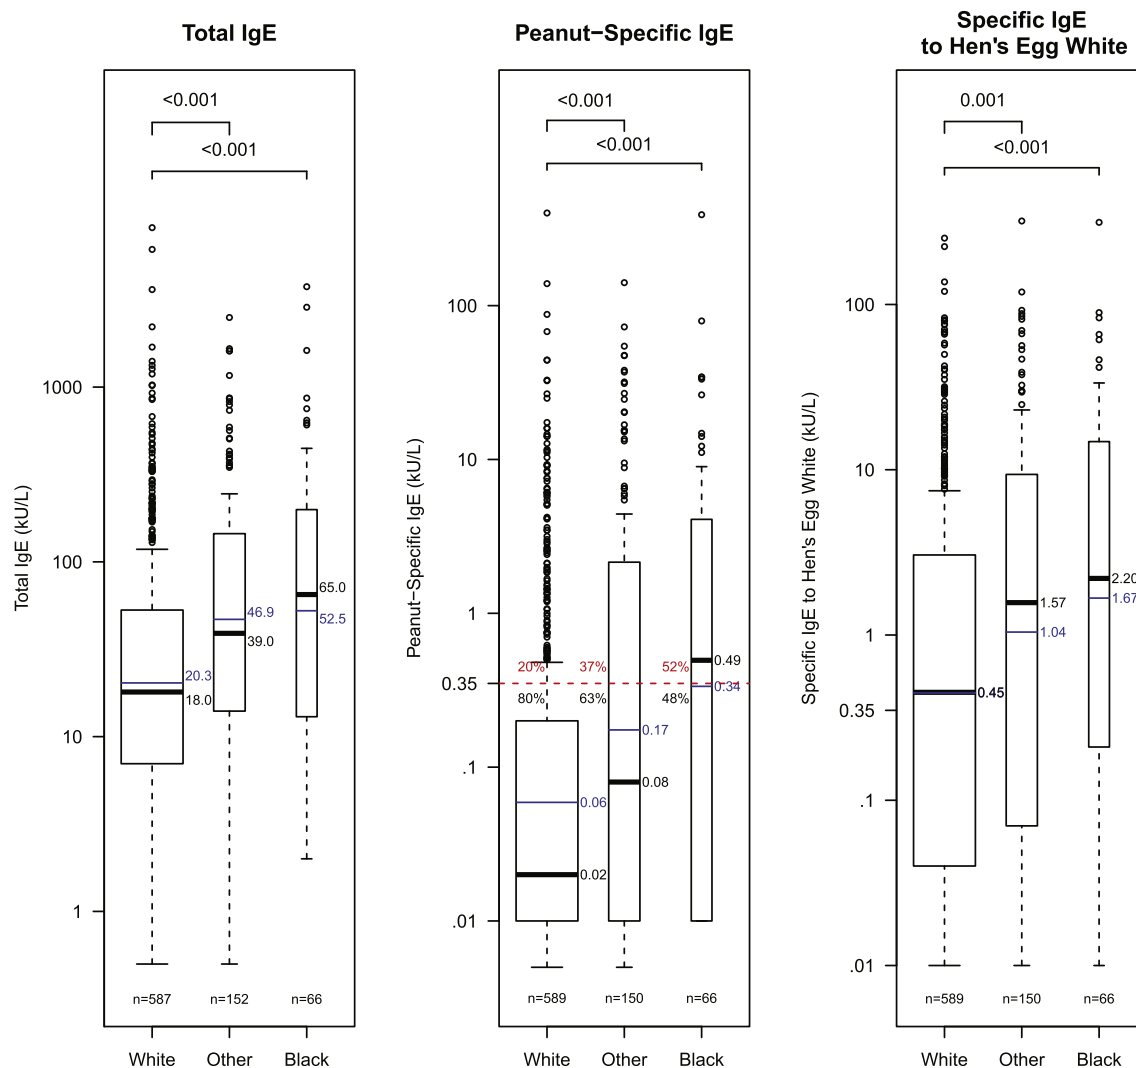 Total IgE
<0.001
<0.001
Total IgE (kU/L)
1000
100
10
1
65.0
52.5
46.9
39.0
20.3
18.0
n=587
n=152
n=66
White
Other
Black
Peanut−Specific IgE
<0.001
<0.001
Peanut−Specific IgE (kU/L)
100
10
1
0.35
.1
.01
20%
37%
52%
0.49
80%
63%
48%
0.34
0.17
0.08
0.06
0.02
n=589
n=150
n=66
White
Other
Black
Specific IgE
to Hen's Egg White
0.001
<0.001
Specific IgE to Hen's Egg White (kU/L)
100
10
1
0.35
.1
.01
2.20
1.67
1.57
1.04
0.45
n=589
n=150
n=66
White
Other
Black